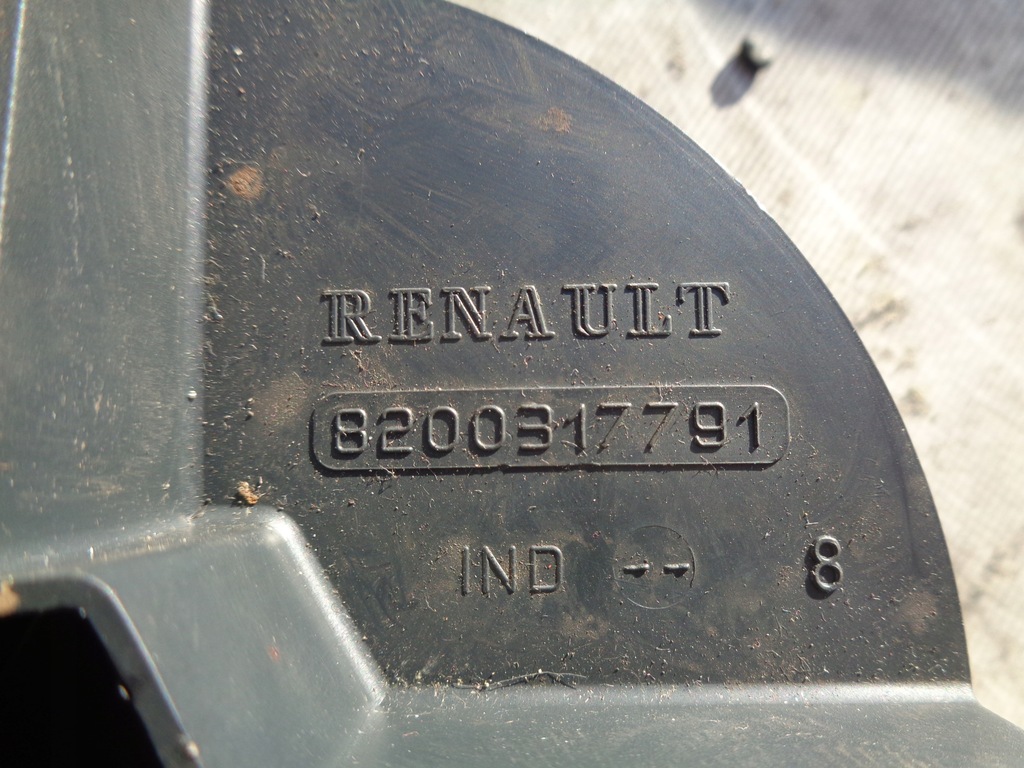 RENAULT
8200317791
IND -- 8